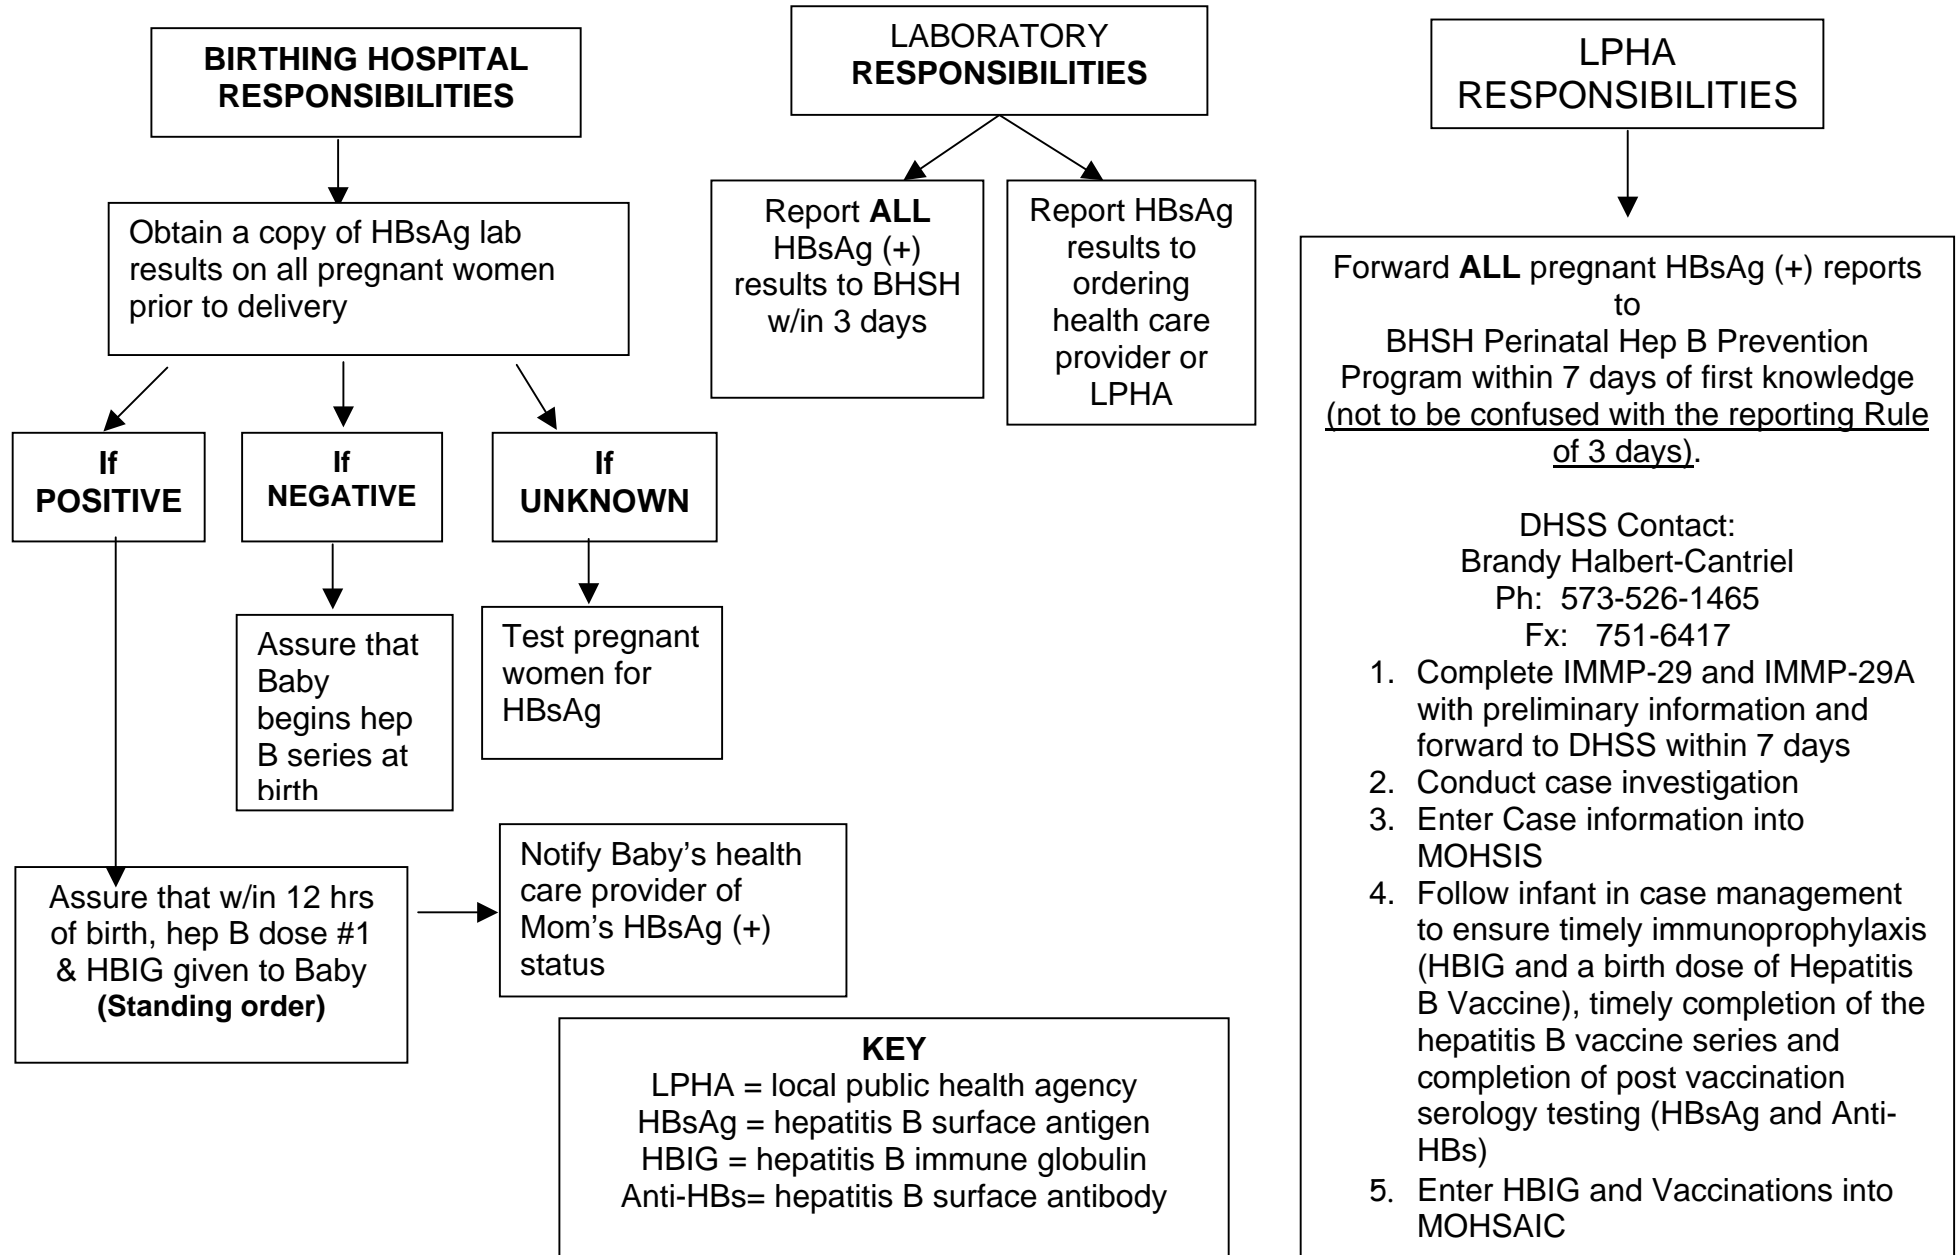 BIRTHING HOSPITAL
RESPONSIBILITIES
Obtain a copy of HBsAg lab
results on all pregnant women
prior to delivery
If
POSITIVE
If
NEGATIVE
If
UNKNOWN
Assure that
Baby
begins hep
B series at
birth
Test pregnant
women for
HBsAg
Assure that w/in 12 hrs
of birth, hep B dose #1
& HBIG given to Baby
(Standing order)
Notify Baby’s health
care provider of
Mom’s HBsAg (+)
status
LABORATORY
RESPONSIBILITIES
Report ALL
HBsAg (+)
results to BHSH
w/in 3 days
Report HBsAg
results to
ordering
health care
provider or
LPHA
KEY
LPHA = local public health agency
HBsAg = hepatitis B surface antigen
HBIG = hepatitis B immune globulin
Anti-HBs= hepatitis B surface antibody
LPHA
RESPONSIBILITIES
Forward ALL pregnant HBsAg (+) reports
to
BHSH Perinatal Hep B Prevention
Program within 7 days of first knowledge
(not to be confused with the reporting Rule
of 3 days).
DHSS Contact:
Brandy Halbert-Cantriel
Ph: 573-526-1465
Fx: 751-6417
1. Complete IMMP-29 and IMMP-29A
with preliminary information and
forward to DHSS within 7 days
2. Conduct case investigation
3. Enter Case information into
MOHSIS
4. Follow infant in case management
to ensure timely immunoprophylaxis
(HBIG and a birth dose of Hepatitis
B Vaccine), timely completion of the
hepatitis B vaccine series and
completion of post vaccination
serology testing (HBsAg and Anti-
HBs)
5. Enter HBIG and Vaccinations into
MOHSAIC